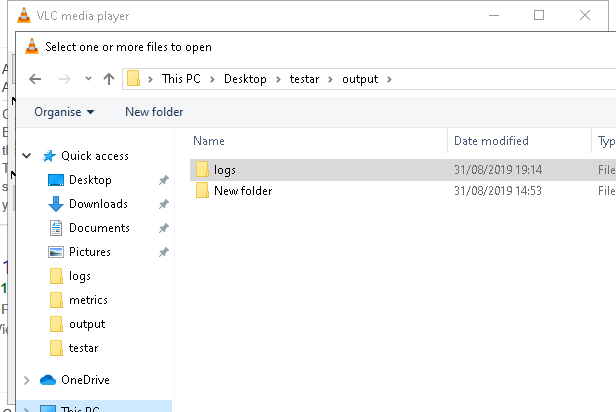 VLC media player
Select one or more files to open
This PC > Desktop > testar > output >
Organise New folder
Name Date modified Typ
Quick access
logs 31/08/2019 19:14 File
New folder 31/08/2019 14:53 File
Desktop
Downloads
Documents
Pictures
logs
metrics
output
testar
OneDrive
This PC